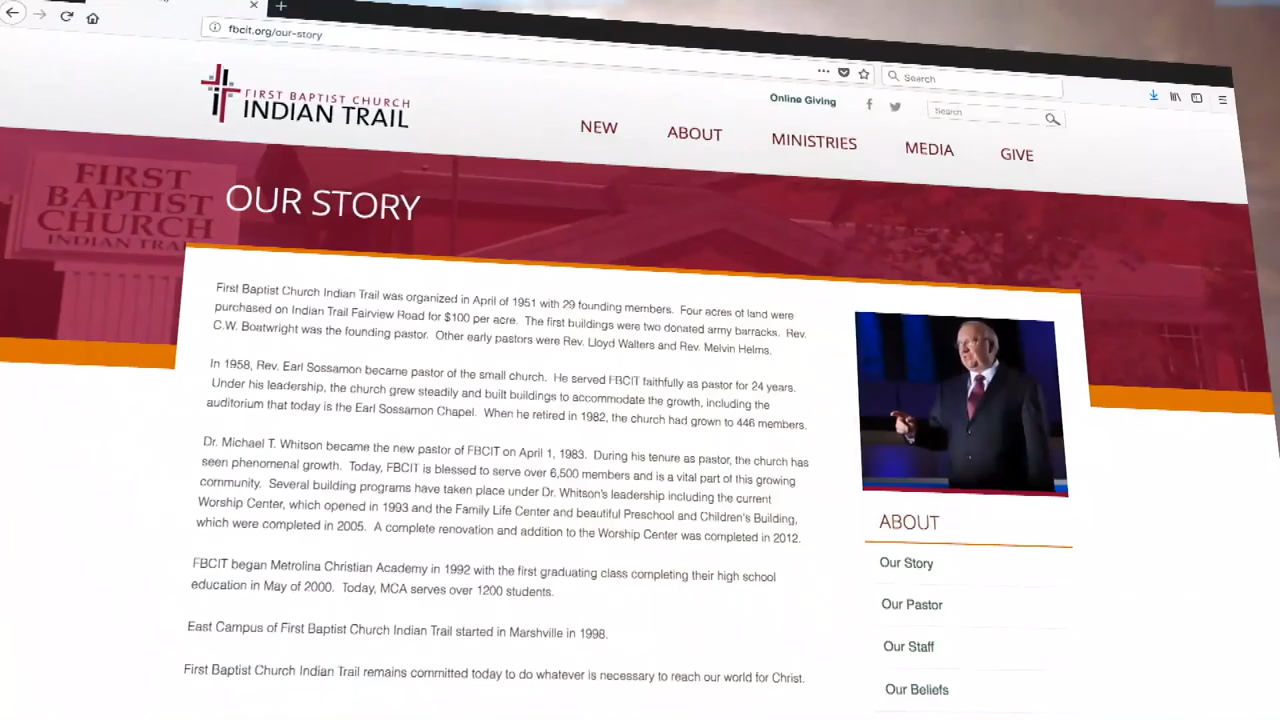 fbcit.org/our-story
Search
FIRST BAPTIST CHURCH
INDIAN TRAIL
Online Giving
Search
NEW
ABOUT
MINISTRIES
MEDIA
GIVE
FIRST
BAPTIST
CHURCH
INDIAN TRA
OUR STORY
First Baptist Church Indian Trail was organized in April of 1951 with 29 founding members. Four acres of land were
purchased on Indian Trail Fairview Road for $100 per acre. The first buildings were two donated army barracks. Rev.
C.W. Boatwright was the founding pastor. Other early pastors were Rev. Lloyd Walters and Rev. Melvin Helms.
In 1958, Rev. Earl Sossamon became pastor of the small church. He served FBCIT faithfully as pastor for 24 years.
Under his leadership, the church grew steadily and built buildings to accommodate the growth, including the
auditorium that today is the Earl Sossamon Chapel. When he retired in 1982, the church had grown to 446 members.
Dr. Michael T. Whitson became the new pastor of FBCIT on April 1, 1983. During his tenure as pastor, the church has
seen phenomenal growth. Today, FBCIT is blessed to serve over 6,500 members and is a vital part of this growing
community. Several building programs have taken place under Dr. Whitson's leadership including the current
Worship Center, which opened in 1993 and the Family Life Center and beautiful Preschool and Children's Building,
which were completed in 2005. A complete renovation and addition to the Worship Center was completed in 2012.
FBCIT began Metrolina Christian Academy in 1992 with the first graduating class completing their high school
education in May of 2000. Today, MCA serves over 1200 students.
East Campus of First Baptist Church Indian Trail started in Marshville in 1998.
First Baptist Church Indian Trail remains committed today to do whatever is necessary to reach our world for Christ.
ABOUT
Our Story
Our Pastor
Our Staff
Our Beliefs